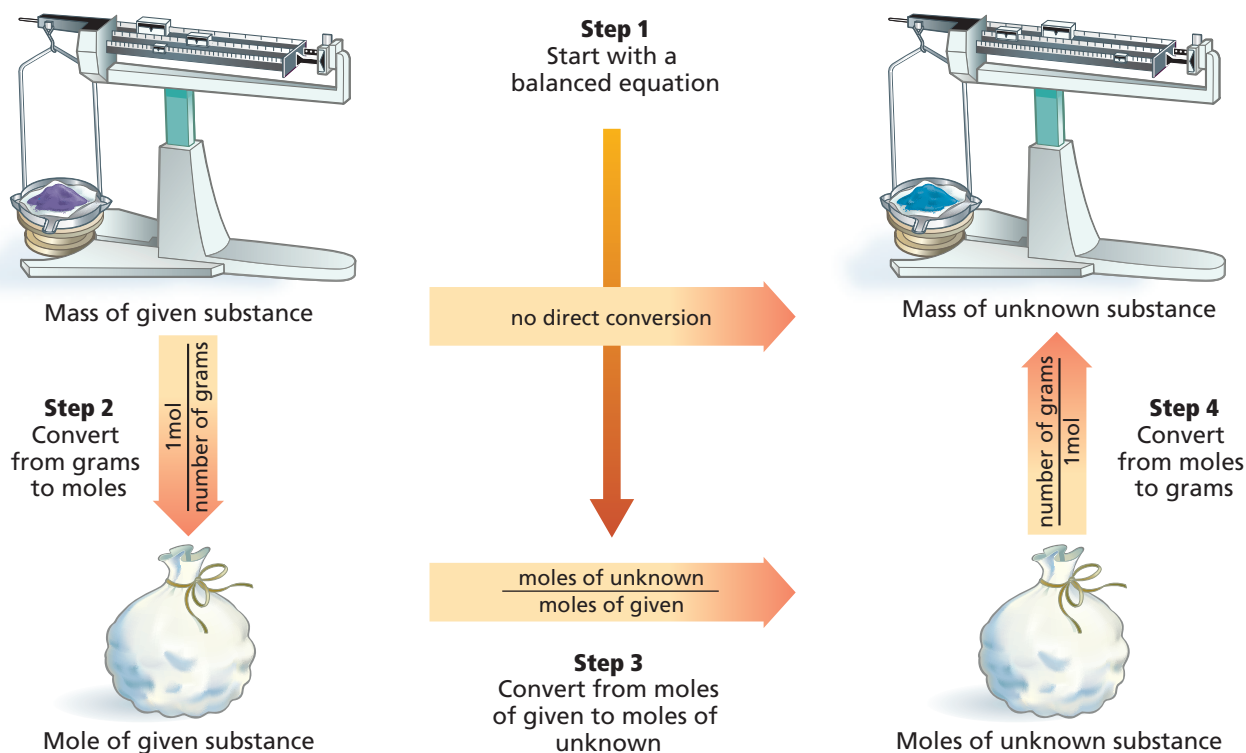 Step 1
Start with a
balanced equation
Mass of given substance
no direct conversion
Mass of unknown substance
Step 2
Convert
from grams
to moles
1mol
number of grams
number of grams
1mol
Step 4
Convert
from moles
to grams
moles of unknown
moles of given
Step 3
Convert from moles
of given to moles of
unknown
Mole of given substance
Moles of unknown substance